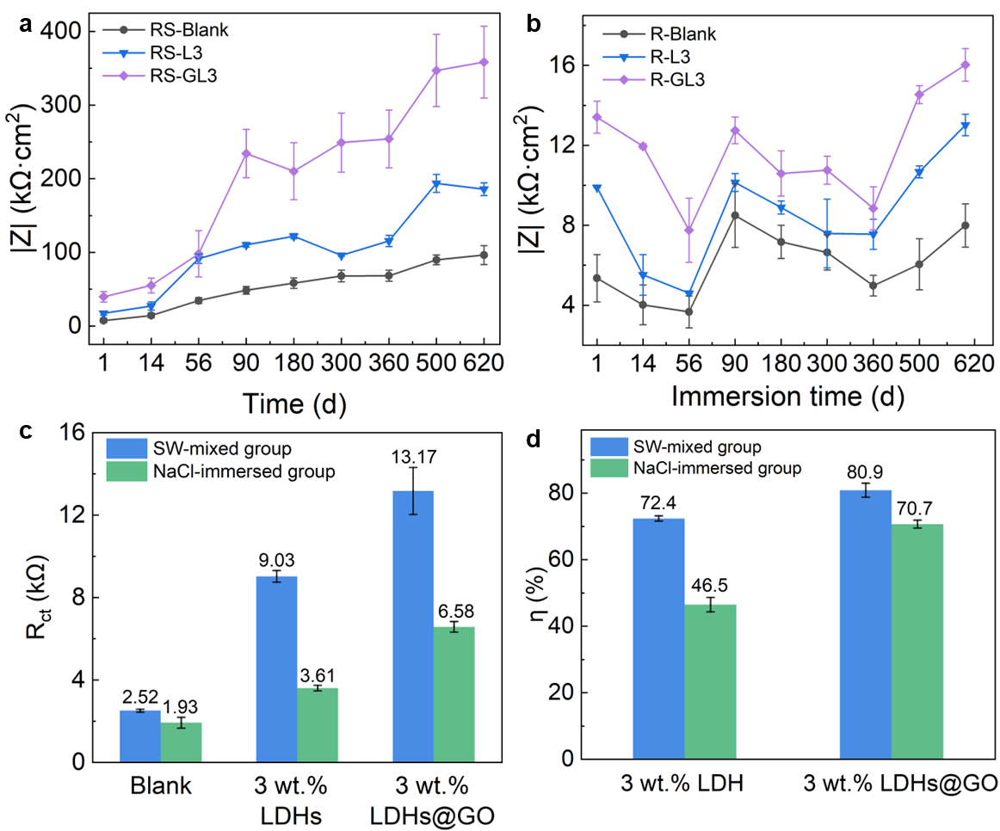 a
RS-Blank
RS-L3
RS-GL3
|Z| (kΩ·cm²)
400
300
200
100
0
1 14 56 90 180 300 360 500 620
Time (d)
b
R-Blank
R-L3
R-GL3
|Z| (kΩ·cm²)
16
12
8
4
1 14 56 90 180 300 360 500 620
Immersion time (d)
c
SW-mixed group
NaCl-immersed group
Rct (kΩ)
16
12
8
4
0
2.52
1.93
9.03
3.61
13.17
6.58
Blank
3 wt.%
LDHs
3 wt.%
LDHs@GO
d
SW-mixed group
NaCl-immersed group
η (%)
80
60
40
20
0
72.4
46.5
80.9
70.7
3 wt.% LDH
3 wt.% LDHs@GO